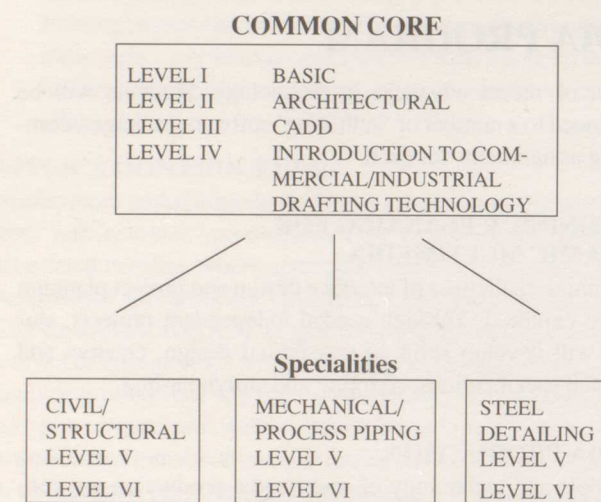 COMMON CORE
LEVEL I BASIC
LEVEL II ARCHITECTURAL
LEVEL III CADD
LEVEL IV INTRODUCTION TO COM-
MERCIAL/INDUSTRIAL
DRAFTING TECHNOLOGY
Specialities
CIVIL/
STRUCTURAL
LEVEL V
LEVEL VI
MECHANICAL/
PROCESS PIPING
LEVEL V
LEVEL VI
STEEL
DETAILING
LEVEL V
LEVEL VI